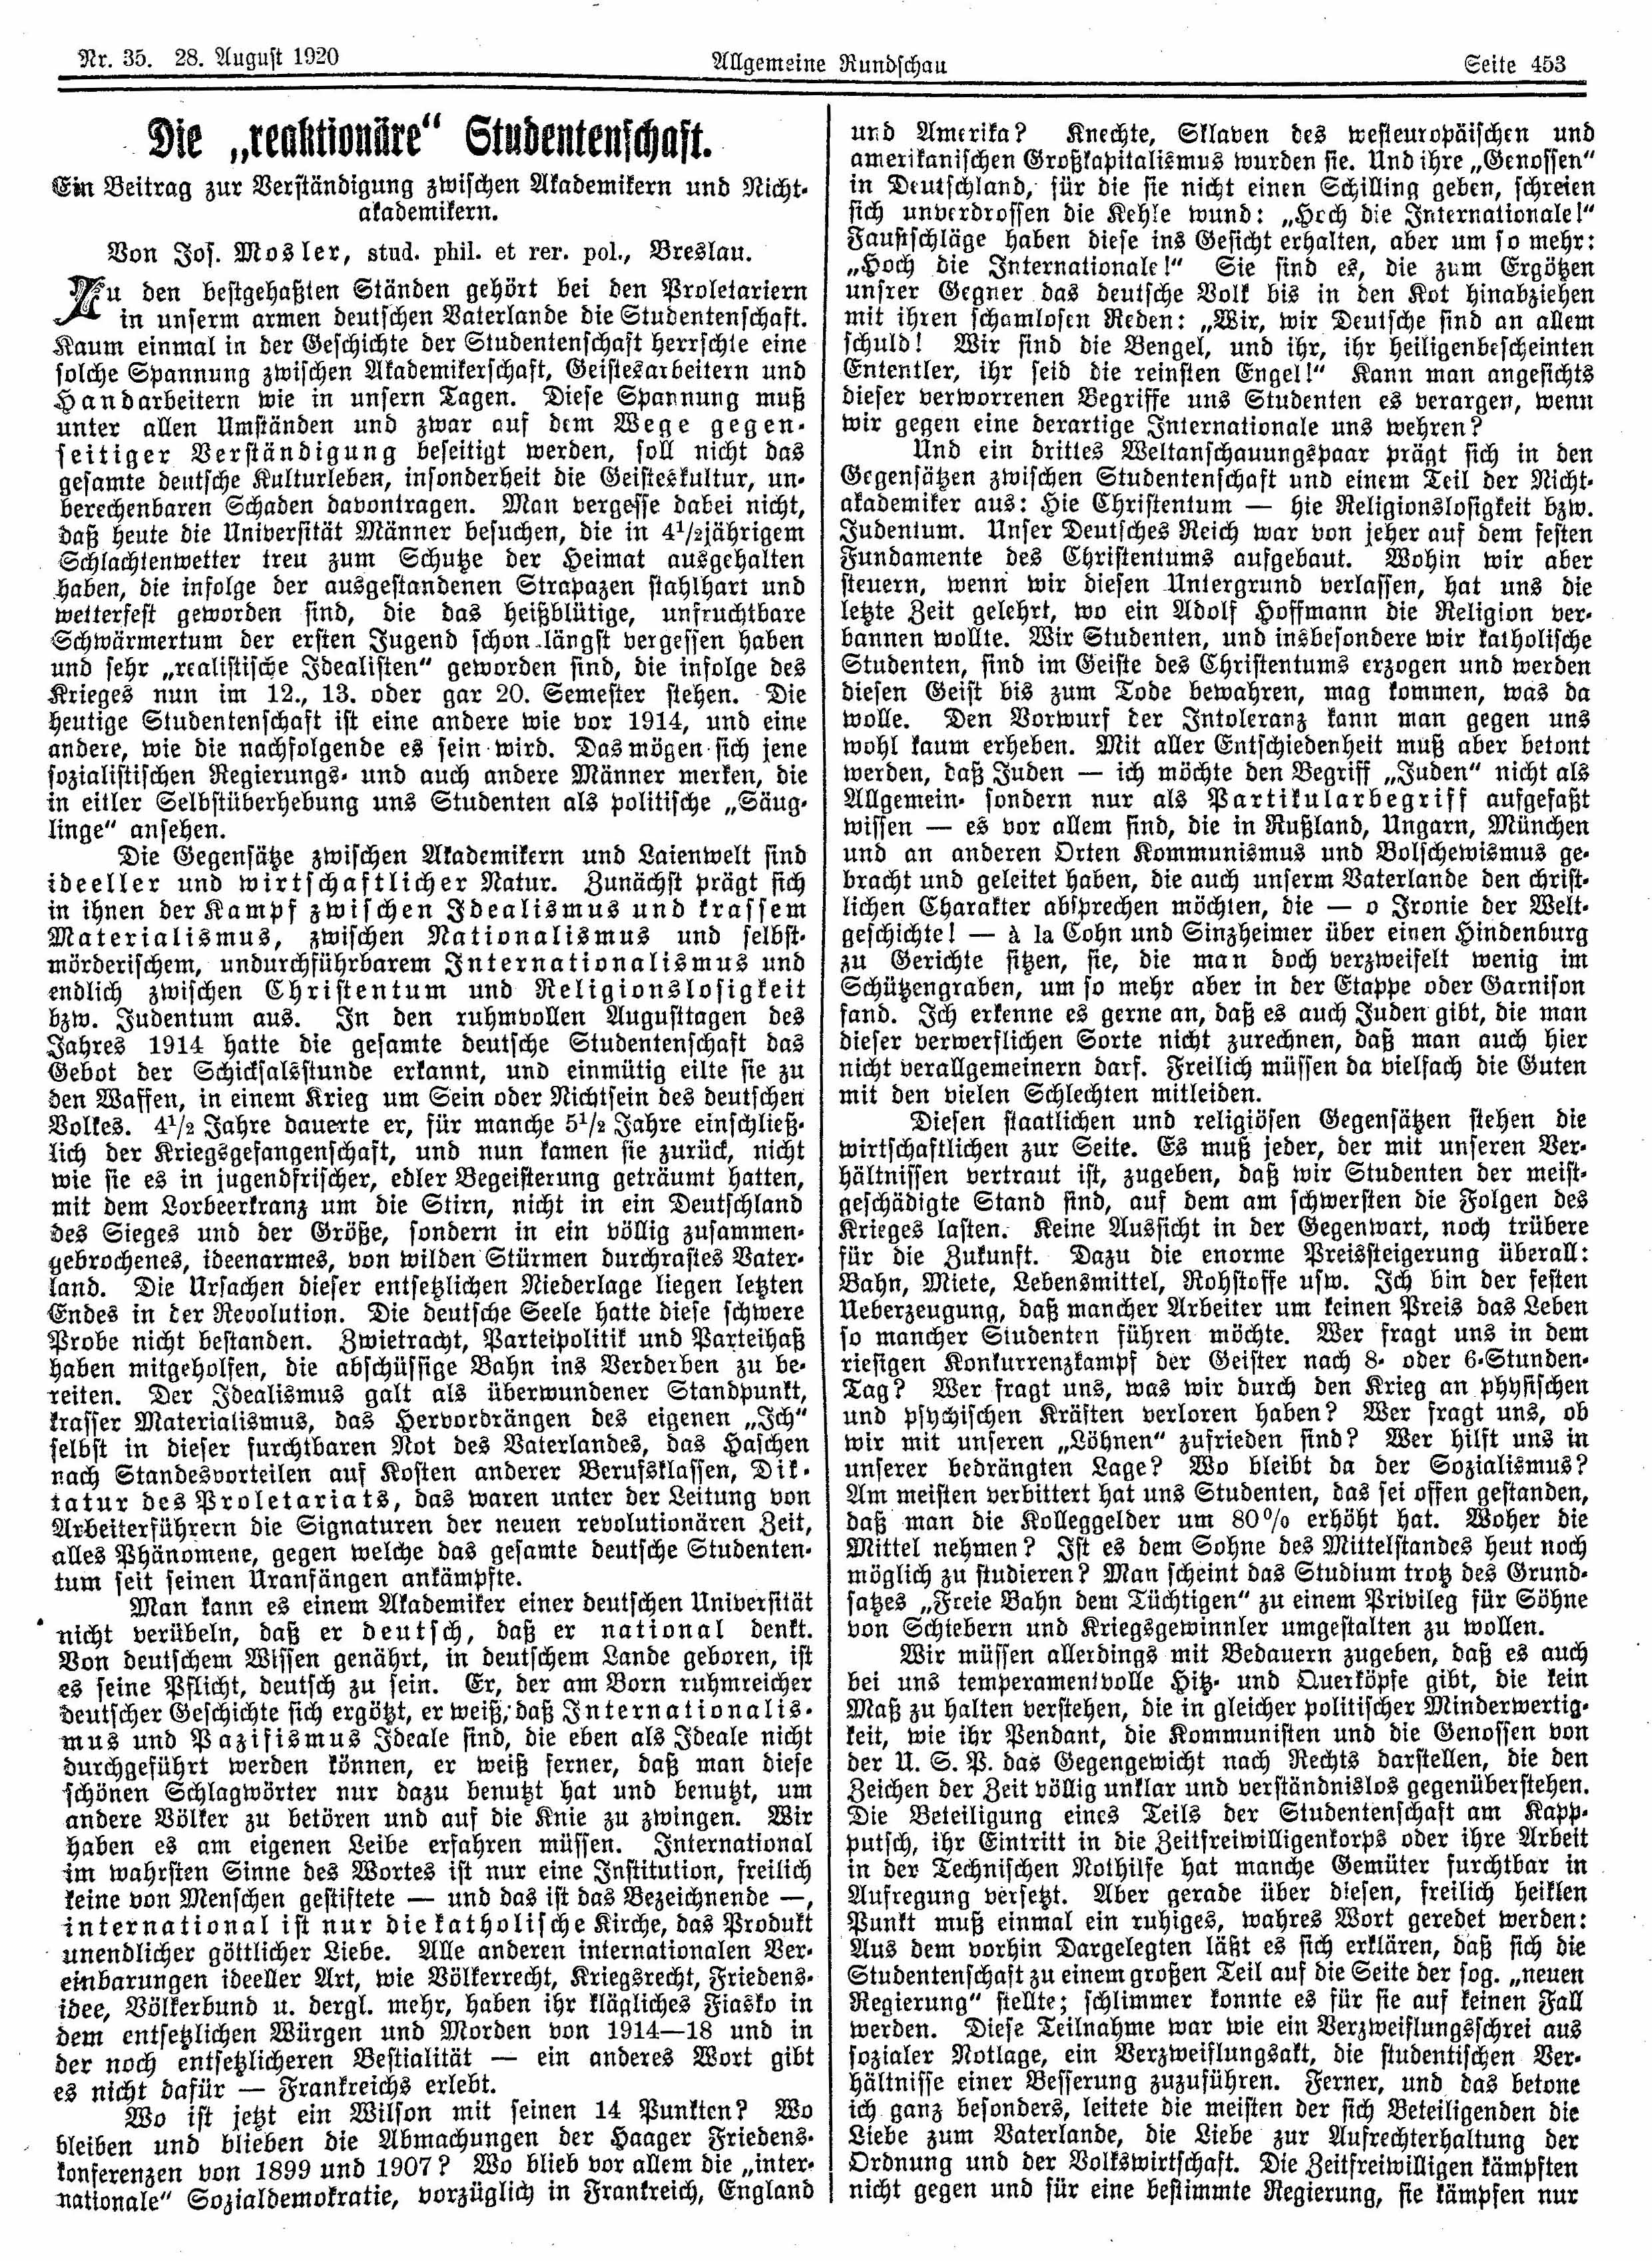 Nr. 35. 28. August 1920
Allgemeine Rundschau
Seite 453
Die „reaktionäre“ Studentenschaft.
Ein Beitrag zur Verständigung zwischen Akademikern und Nicht-
akademikern.
Von Jos. Mosler, stud. phil. et rer. pol., Breslau.
Zu den bestgehaßten Ständen gehört bei den Proletariern
in unserm armen deutschen Vaterlande die Studentenschaft.
Kaum einmal in der Geschichte der Studentenschaft herrschte eine
solche Spannung zwischen Akademikerschaft, Geistesarbeitern und
Handarbeitern wie in unsern Tagen. Diese Spannung muß
unter allen Umständen und zwar auf dem Wege gegen-
seitiger Verständigung beseitigt werden, soll nicht das
gesamte deutsche Kulturleben, insonderheit die Geisteskultur, un-
berechenbaren Schaden davontragen. Man vergesse dabei nicht,
daß heute die Universität Männer besuchen, die in 4½jährigem
Schlachtenwetter treu zum Schutze der Heimat ausgehalten
haben, die infolge der ausgestandenen Strapazen stahlhart und
wetterfest geworden sind, die das heißblütige, unfruchtbare
Schwärmertum der ersten Jugend schon längst vergessen haben
und sehr „realistische Idealisten“ geworden sind, die infolge des
Krieges nun im 12., 13. oder gar 20. Semester stehen. Die
heutige Studentenschaft ist eine andere wie vor 1914, und eine
andere, wie die nachfolgende es sein wird. Das mögen sich jene
sozialistischen Regierungs- und auch andere Männer merken, die
in eitler Selbstüberhebung uns Studenten als politische „Säug-
linge“ ansehen.
Die Gegensätze zwischen Akademikern und Laienwelt sind
ideeller und wirtschaftlicher Natur. Zunächst prägt sich
in ihnen der Kampf zwischen Idealismus und krassem
Materialismus, zwischen Nationalismus und selbst-
mörderischem, undurchführbarem Internationalismus und
endlich zwischen Christentum und Religionslosigkeit
bzw. Judentum aus. In den ruhmvollen Augusttagen des
Jahres 1914 hatte die gesamte deutsche Studentenschaft das
Gebot der Schicksalsstunde erkannt, und einmütig eilte sie zu
den Waffen, in einem Krieg um Sein oder Nichtsein des deutschen
Volkes. 4½ Jahre dauerte er, für manche 5½ Jahre einschließ-
lich der Kriegsgefangenschaft, und nun kamen sie zurück, nicht
wie sie es in jugendfrischer, edler Begeisterung geträumt hatten,
mit dem Lorbeerkranz um die Stirn, nicht in ein Deutschland
des Sieges und der Größe, sondern in ein völlig zusammen-
gebrochenes, ideenarmes, von wilden Stürmen durchrastes Vater-
land. Die Ursachen dieser entsetzlichen Niederlage liegen letzten
Endes in der Revolution. Die deutsche Seele hatte diese schwere
Probe nicht bestanden. Zwietracht, Parteipolitik und Parteihaß
haben mitgeholfen, die abschüssige Bahn ins Verderben zu be-
reiten. Der Idealismus galt als überwundener Standpunkt,
krasser Materialismus, das Hervordrängen des eigenen „Ich“
selbst in dieser furchtbaren Not des Vaterlandes, das Haschen
nach Standesvorteilen auf Kosten anderer Berufsklassen, Dik-
tatur des Proletariats, das waren unter der Leitung von
Arbeiterführern die Signaturen der neuen revolutionären Zeit,
alles Phänomene, gegen welche das gesamte deutsche Studenten-
tum seit seinen Uranfängen ankämpfte.
Man kann es einem Akademiker einer deutschen Universität
nicht verübeln, daß er deutsch, daß er national denkt.
Von deutschem Wissen genährt, in deutschem Lande geboren, ist
es seine Pflicht, deutsch zu sein. Er, der am Born ruhmreicher
deutscher Geschichte sich ergötzt, er weiß, daß Internationalis-
mus und Pazifismus Ideale sind, die eben als Ideale nicht
durchgeführt werden können, er weiß ferner, daß man diese
schönen Schlagwörter nur dazu benutzt hat und benutzt, um
andere Völker zu betören und auf die Knie zu zwingen. Wir
haben es am eigenen Leibe erfahren müssen. International
im wahrsten Sinne des Wortes ist nur eine Institution, freilich
keine von Menschen gestiftete — und das ist das Bezeichnende —,
international ist nur die katholische Kirche, das Produkt
unendlicher göttlicher Liebe. Alle anderen internationalen Ver-
einbarungen ideeller Art, wie Völkerrecht, Kriegsrecht, Friedens-
idee, Völkerbund u. dergl. mehr, haben ihr klägliches Fiasko in
dem entsetzlichen Würgen und Morden von 1914—18 und in
der noch entsetzlicheren Bestialität — ein anderes Wort gibt
es nicht dafür — Frankreichs erlebt.
Wo ist jetzt ein Wilson mit seinen 14 Punkten? Wo
bleiben und blieben die Abmachungen der Haager Friedens-
konferenzen von 1899 und 1907? Wo blieb vor allem die „inter-
nationale“ Sozialdemokratie, vorzüglich in Frankreich, England
und Amerika? Knechte, Sklaven des westeuropäischen und
amerikanischen Großkapitalismus wurden sie. Und ihre „Genossen“
in Deutschland, für die sie nicht einen Schilling geben, schreien
sich unverdrossen die Kehle wund: „Hoch die Internationale!“
Faustschläge haben diese ins Gesicht erhalten, aber um so mehr:
„Hoch die Internationale!“ Sie sind es, die zum Ergötzen
unsrer Gegner das deutsche Volk bis in den Kot hinabziehen
mit ihren schamlosen Reden: „Wir, wir Deutsche sind an allem
schuld! Wir sind die Bengel, und ihr, ihr heiligenbescheinten
Ententler, ihr seid die reinsten Engel!“ Kann man angesichts
dieser verworrenen Begriffe uns Studenten es verargen, wenn
wir gegen eine derartige Internationale uns wehren?
Und ein drittes Weltanschauungspaar prägt sich in den
Gegensätzen zwischen Studentenschaft und einem Teil der Nicht-
akademiker aus: Hie Christentum — hie Religionslosigkeit bzw.
Judentum. Unser Deutsches Reich war von jeher auf dem festen
Fundamente des Christentums aufgebaut. Wohin wir aber
steuern, wenn wir diesen Untergrund verlassen, hat uns die
letzte Zeit gelehrt, wo ein Adolf Hoffmann die Religion ver-
bannen wollte. Wir Studenten, und insbesondere wir katholische
Studenten, sind im Geiste des Christentums erzogen und werden
diesen Geist bis zum Tode bewahren, mag kommen, was da
wolle. Den Vorwurf der Intoleranz kann man gegen uns
wohl kaum erheben. Mit aller Entschiedenheit muß aber betont
werden, daß Juden — ich möchte den Begriff „Juden“ nicht als
Allgemein- sondern nur als Partikularbegriff aufgefaßt
wissen — es vor allem sind, die in Rußland, Ungarn, München
und an anderen Orten Kommunismus und Bolschewismus ge-
bracht und geleitet haben, die auch unserm Vaterlande den christ-
lichen Charakter absprechen möchten, die — o Ironie der Welt-
geschichte! — à la Cohn und Sinzheimer über einen Hindenburg
zu Gerichte sitzen, sie, die man doch verzweifelt wenig im
Schützengraben, um so mehr aber in der Etappe oder Garnison
fand. Ich erkenne es gerne an, daß es auch Juden gibt, die man
dieser verwerflichen Sorte nicht zurechnen, daß man auch hier
nicht verallgemeinern darf. Freilich müssen da vielfach die Guten
mit den vielen Schlechten mitleiden.
Diesen staatlichen und religiösen Gegensätzen stehen die
wirtschaftlichen zur Seite. Es muß jeder, der mit unseren Ver-
hältnissen vertraut ist, zugeben, daß wir Studenten der meist-
geschädigte Stand sind, auf dem am schwersten die Folgen des
Krieges lasten. Keine Aussicht in der Gegenwart, noch trübere
für die Zukunft. Dazu die enorme Preissteigerung überall:
Bahn, Miete, Lebensmittel, Rohstoffe usw. Ich bin der festen
Ueberzeugung, daß mancher Arbeiter um keinen Preis das Leben
so mancher Studenten führen möchte. Wer fragt uns in dem
riesigen Konkurrenzkampf der Geister nach 8- oder 6-Stunden-
Tag? Wer fragt uns, was wir durch den Krieg an physischen
und psychischen Kräften verloren haben? Wer fragt uns, ob
wir mit unseren „Löhnen“ zufrieden sind? Wer hilft uns in
unserer bedrängten Lage? Wo bleibt da der Sozialismus?
Am meisten verbittert hat uns Studenten, das sei offen gestanden,
daß man die Kolleggelder um 80% erhöht hat. Woher die
Mittel nehmen? Ist es dem Sohne des Mittelstandes heut noch
möglich zu studieren? Man scheint das Studium trotz des Grund-
satzes „Freie Bahn dem Tüchtigen“ zu einem Privileg für Söhne
von Schiebern und Kriegsgewinnler umgestalten zu wollen.
Wir müssen allerdings mit Bedauern zugeben, daß es auch
bei uns temperamentvolle Hitz- und Querköpfe gibt, die kein
Maß zu halten verstehen, die in gleicher politischer Minderwertig-
keit, wie ihr Pendant, die Kommunisten und die Genossen von
der U. S. P. das Gegengewicht nach Rechts darstellen, die den
Zeichen der Zeit völlig unklar und verständnislos gegenüberstehen.
Die Beteiligung eines Teils der Studentenschaft am Kapp-
putsch, ihr Eintritt in die Zeitfreiwilligenkorps oder ihre Arbeit
in der Technischen Nothilfe hat manche Gemüter furchtbar in
Aufregung versetzt. Aber gerade über diesen, freilich heiklen
Punkt muß einmal ein ruhiges, wahres Wort geredet werden:
Aus dem vorhin Dargelegten läßt es sich erklären, daß sich die
Studentenschaft zu einem großen Teil auf die Seite der sog. „neuen
Regierung“ stellte; schlimmer konnte es für sie auf keinen Fall
werden. Diese Teilnahme war wie ein Verzweiflungsschrei aus
sozialer Notlage, ein Verzweiflungsakt, die studentischen Ver-
hältnisse einer Besserung zuzuführen. Ferner, und das betone
ich ganz besonders, leitete die meisten der sich Beteiligenden die
Liebe zum Vaterlande, die Liebe zur Aufrechterhaltung der
Ordnung und der Volkswirtschaft. Die Zeitfreiwilligen kämpften
nicht gegen und für eine bestimmte Regierung, sie kämpfen nur